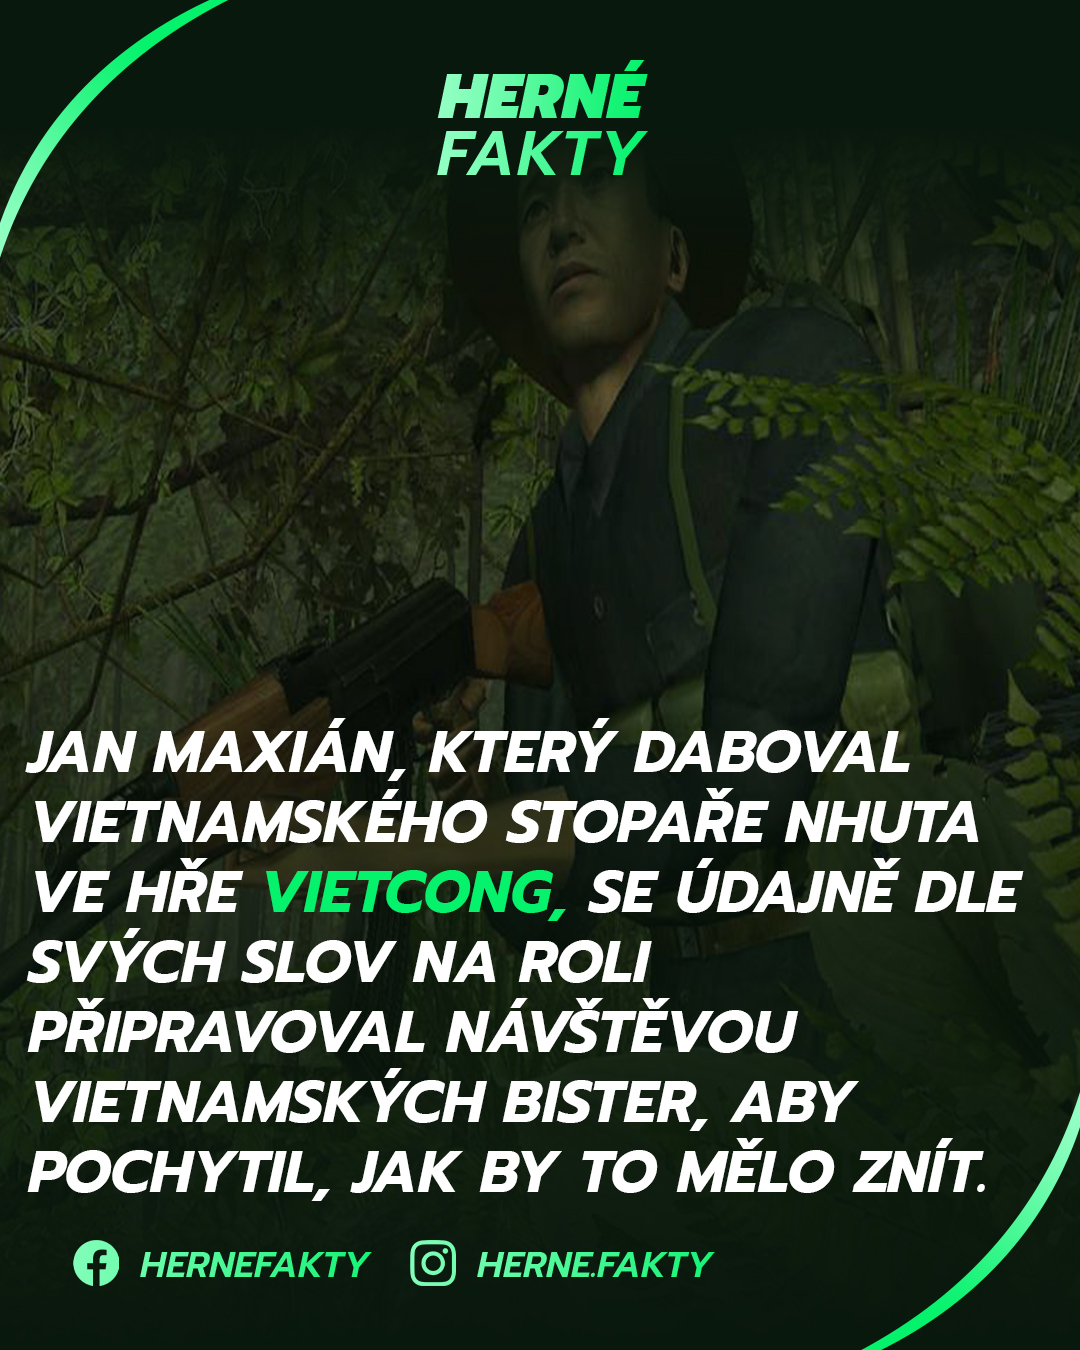 HERNÉ
FAKTY
JAN MAXIÁN, KTERÝ DABOVAL
VIETNAMSKÉHO STOPAŘE NHUTA
VE HŘE VIETCONG, SE ÚDAJNĚ DLE
SVÝCH SLOV NA ROLI
PŘIPRAVOVAL NÁVŠTĚVOU
VIETNAMSKÝCH BISTER, ABY
POCHYTIL, JAK BY TO MĚLO ZNÍT.
HERNEFAKTY HERNE.FAKTY